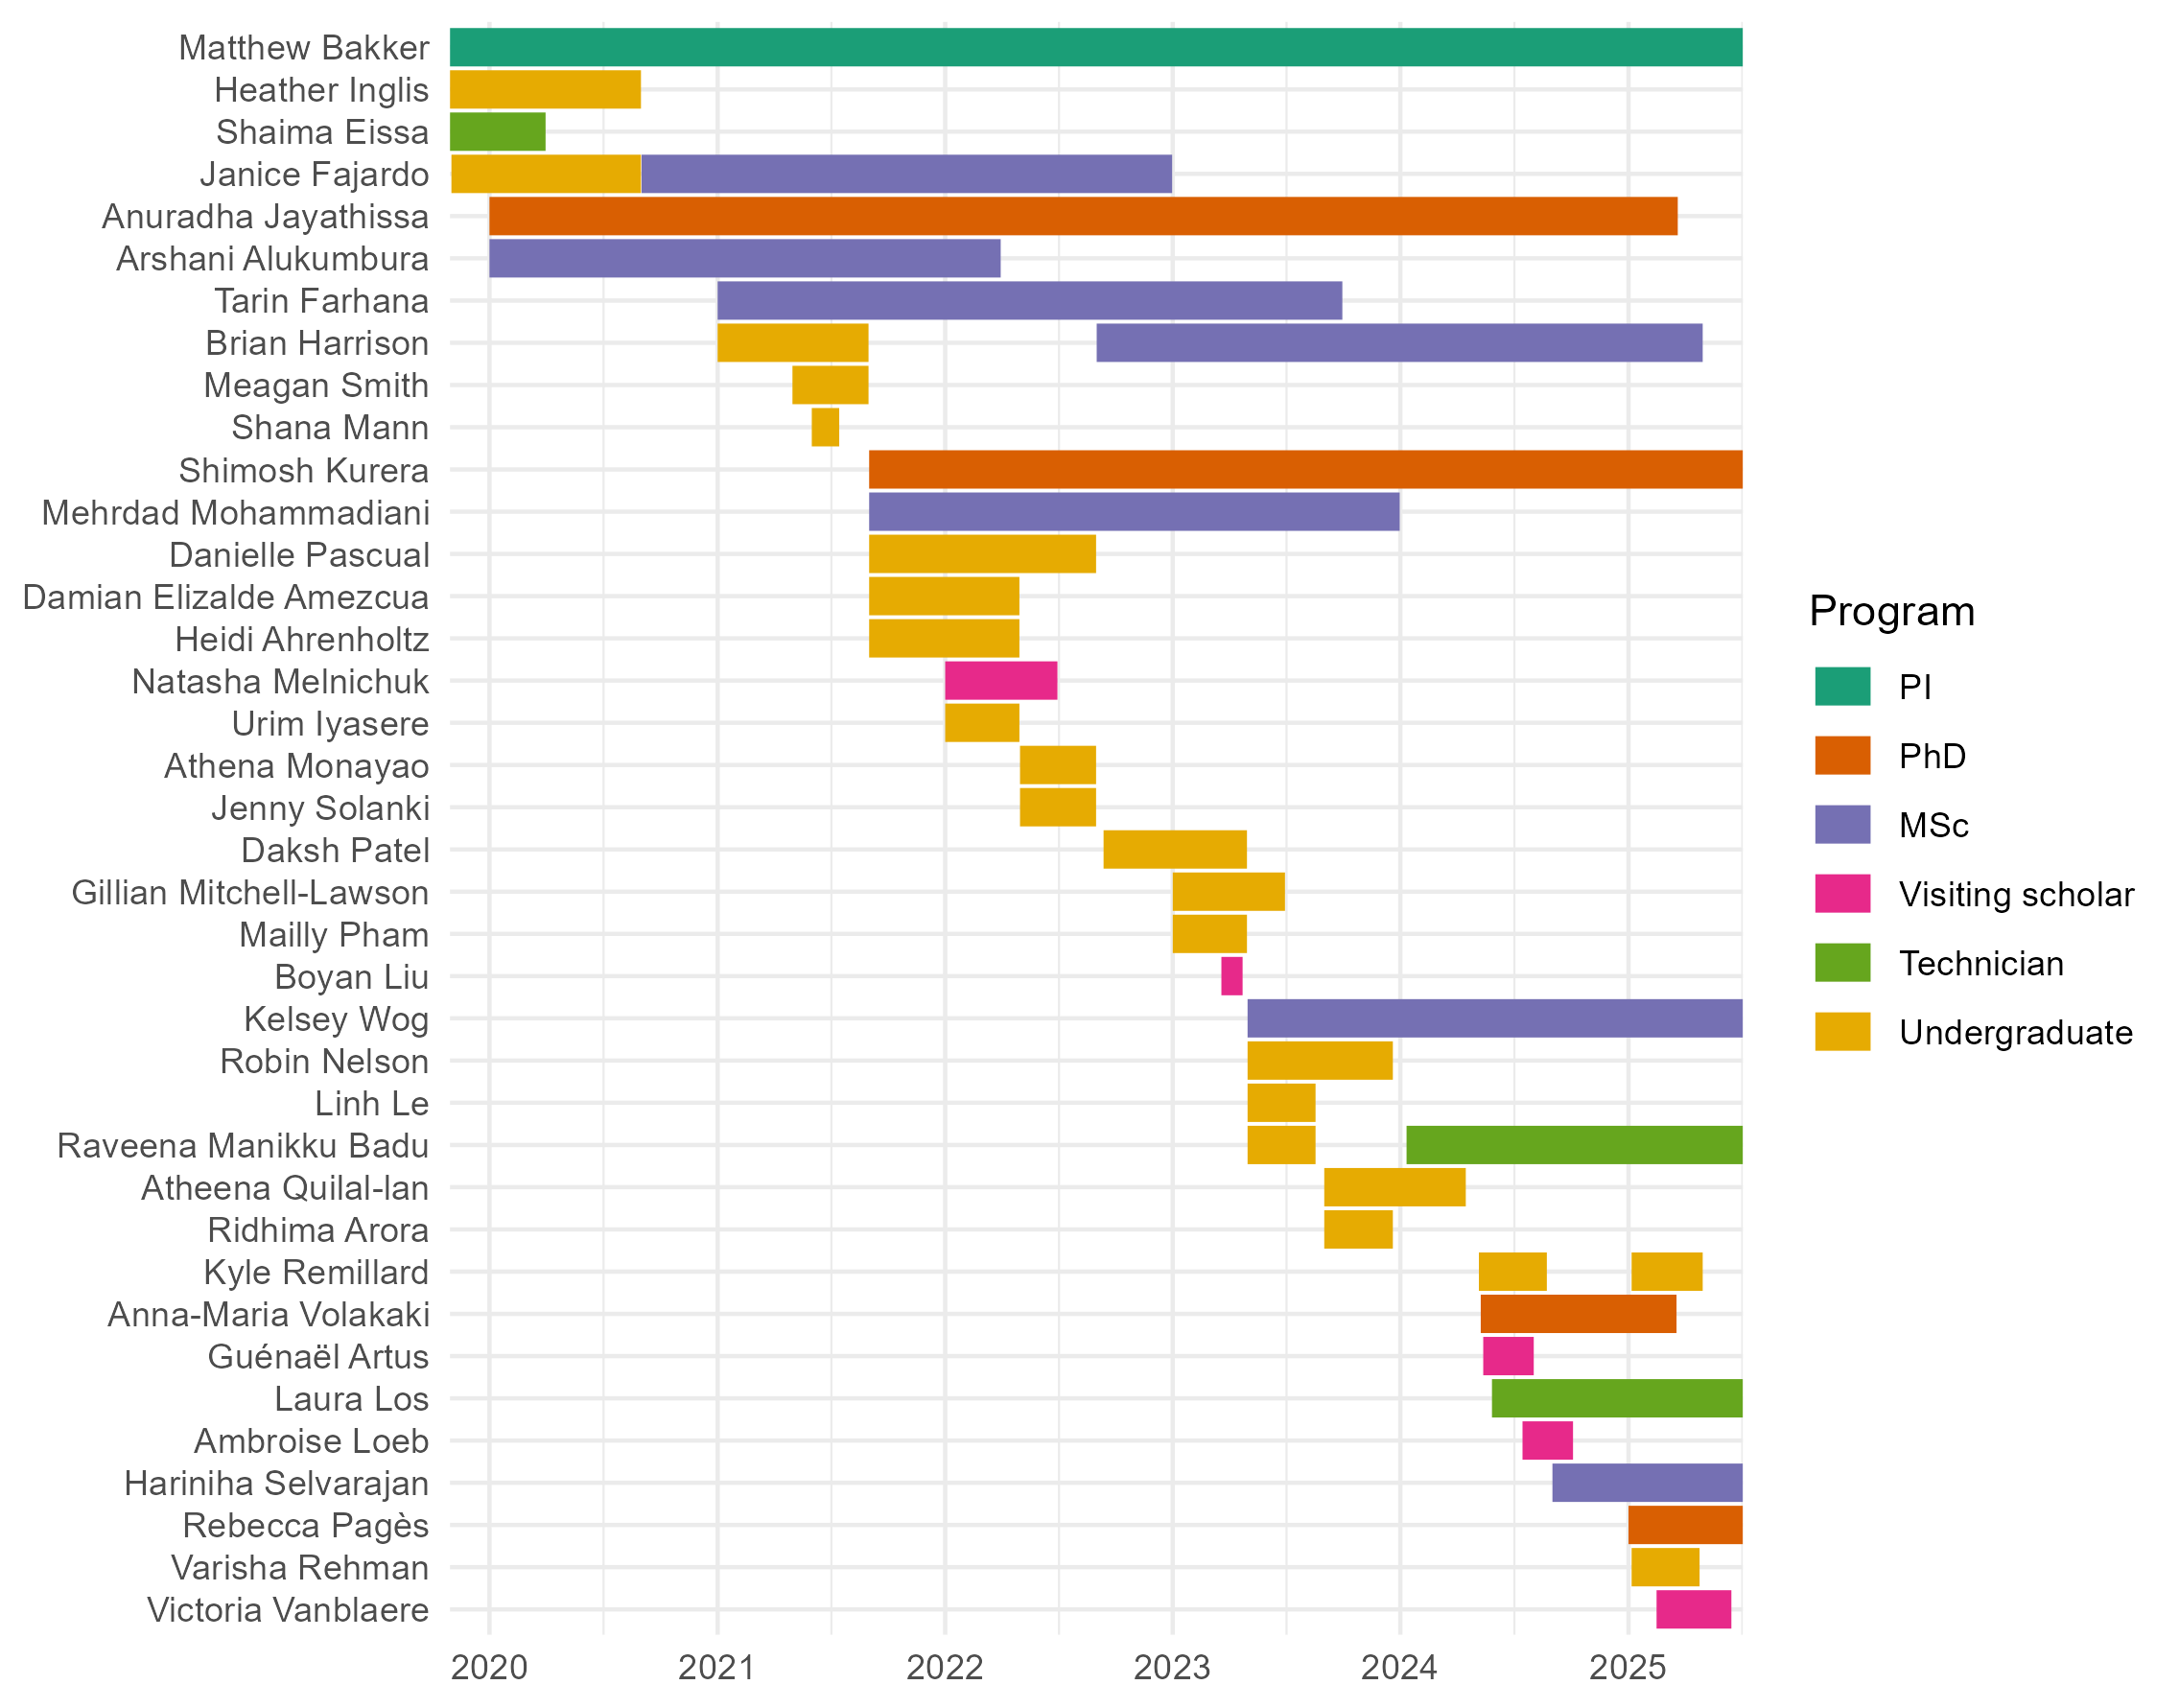 Matthew Bakker
Heather Inglis
Shaima Eissa
Janice Fajardo
Anuradha Jayathissa
Arshani Alukumbura
Tarin Farhana
Brian Harrison
Meagan Smith
Shana Mann
Shimosh Kurera
Mehrdad Mohammadiani
Danielle Pascual
Damian Elizalde Amezcua
Heidi Ahrenholtz
Natasha Melnichuk
Urim Iyasere
Athena Monayao
Jenny Solanki
Daksh Patel
Gillian Mitchell-Lawson
Mailly Pham
Boyan Liu
Kelsey Wog
Robin Nelson
Linh Le
Raveena Manikku Badu
Atheena Quilal-lan
Ridhima Arora
Kyle Remillard
Anna-Maria Volakaki
Guénaël Artus
Laura Los
Ambroise Loeb
Hariniha Selvarajan
Rebecca Pagès
Varisha Rehman
Victoria Vanblaere
2020 2021 2022 2023 2024 2025
Program
PI
PhD
MSc
Visiting scholar
Technician
Undergraduate